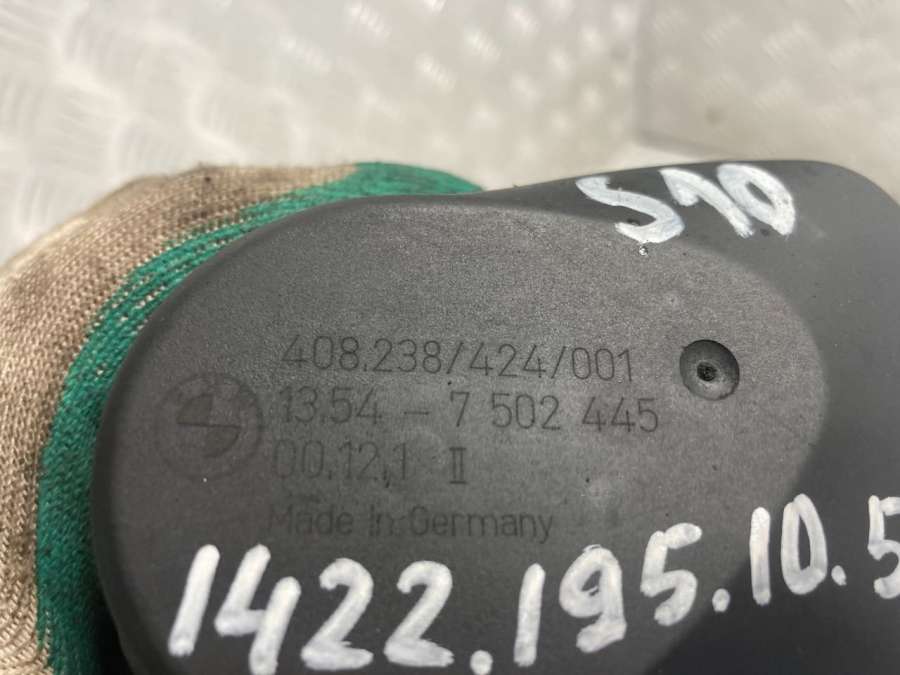 S10
408.238/424/001
13.54 - 7 502 445
00.12.1 II
Made in Germany
1422.195.10.5